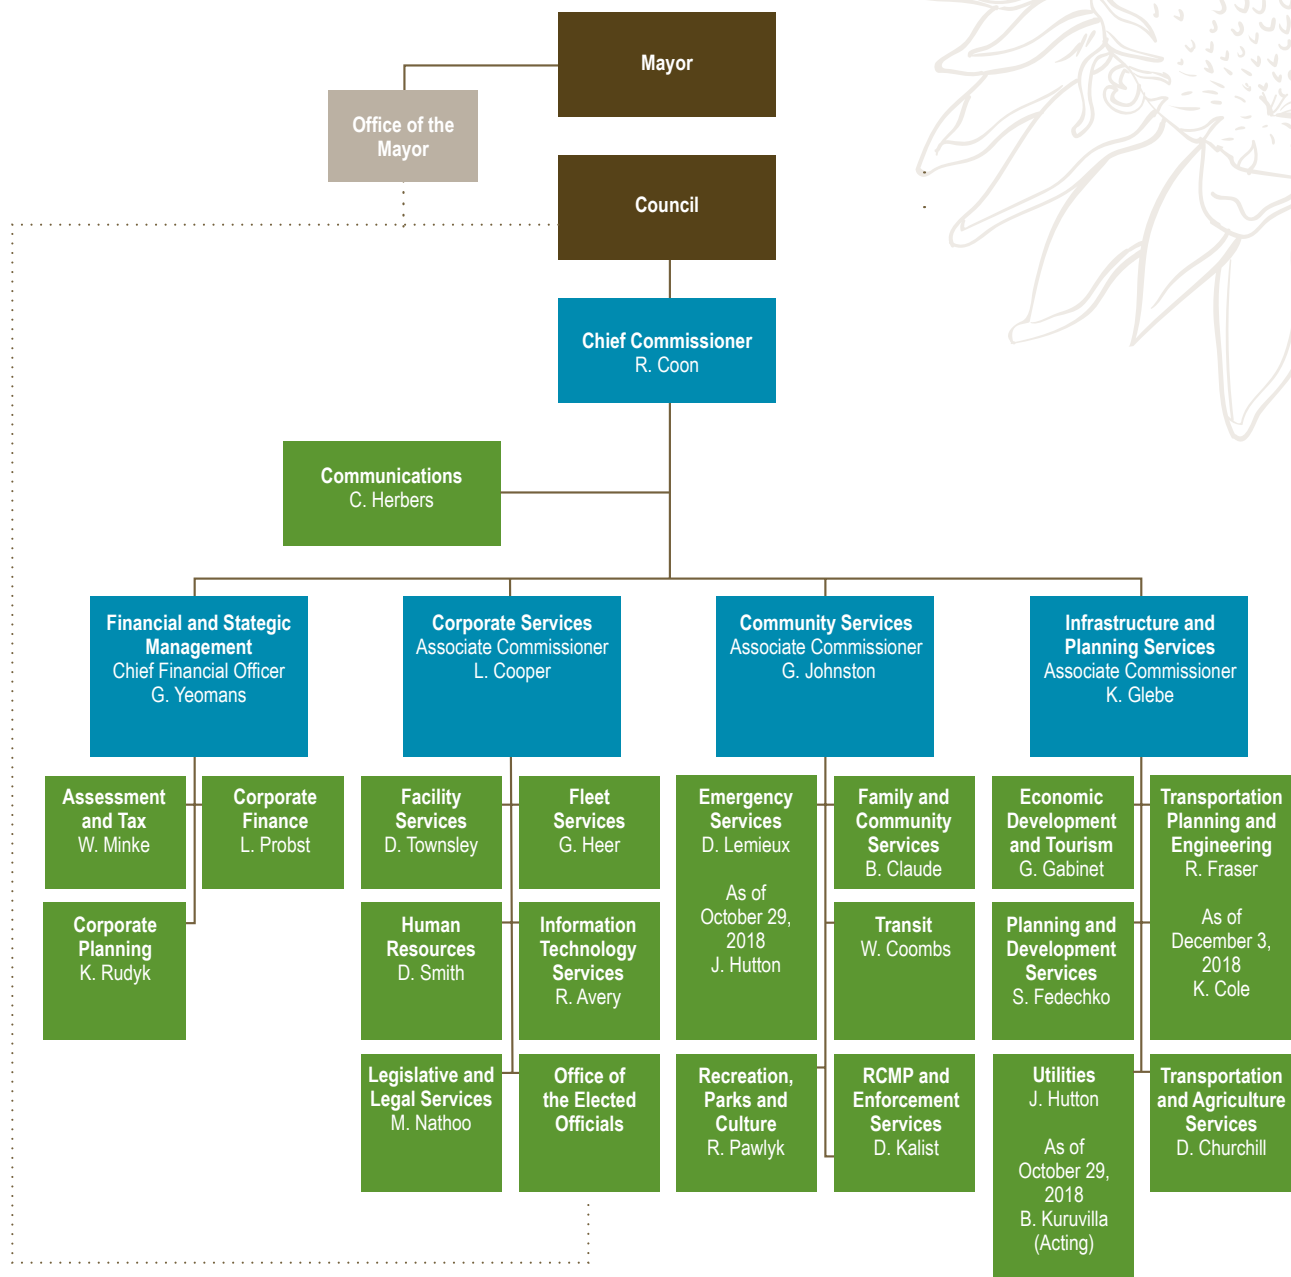 Mayor
Office of the
Mayor
Council
Chief Commissioner
R. Coon
Communications
C. Herbers
Financial and Stategic
Management
Chief Financial Officer
G. Yeomans
Corporate Services
Associate Commissioner
L. Cooper
Community Services
Associate Commissioner
G. Johnston
Infrastructure and
Planning Services
Associate Commissioner
K. Glebe
Assessment
and Tax
W. Minke
Corporate
Finance
L. Probst
Corporate
Planning
K. Rudyk
Facility
Services
D. Townsley
Fleet
Services
G. Heer
Human
Resources
D. Smith
Information
Technology
Services
R. Avery
Legislative and
Legal Services
M. Nathoo
Office of
the Elected
Officials
Emergency
Services
D. Lemieux
As of
October 29,
2018
J. Hutton
Family and
Community
Services
B. Claude
Transit
W. Coombs
Recreation,
Parks and
Culture
R. Pawlyk
RCMP and
Enforcement
Services
D. Kalist
Economic
Development
and Tourism
G. Gabinet
Transportation
Planning and
Engineering
R. Fraser
As of
December 3,
2018
K. Cole
Planning and
Development
Services
S. Fedechko
Utilities
J. Hutton
As of
October 29,
2018
B. Kuruvilla
(Acting)
Transportation
and Agriculture
Services
D. Churchill